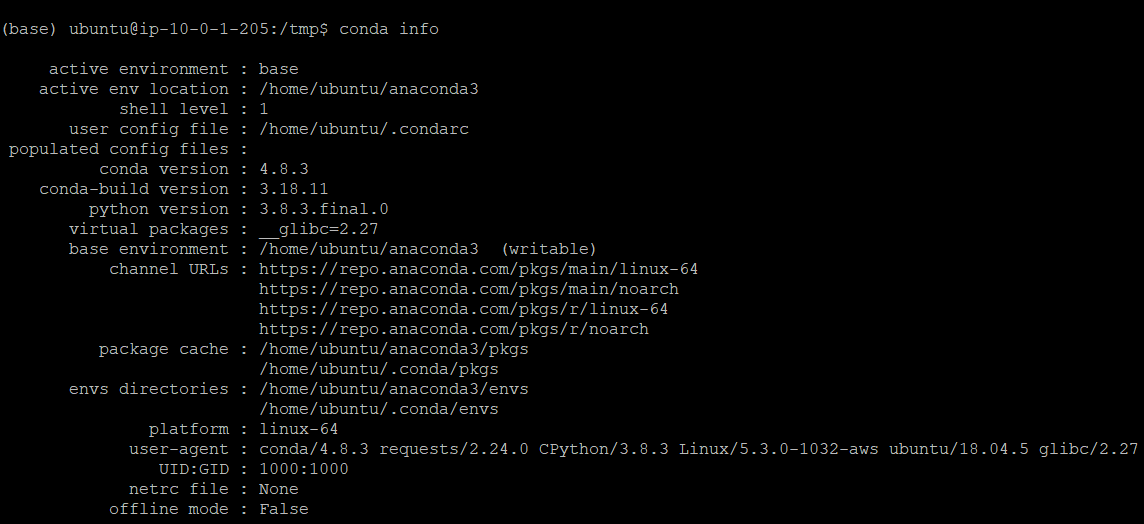 (base) ubuntu@ip-10-0-1-205:/tmp$ conda info
active environment : base
active env location : /home/ubuntu/anaconda3
shell level : 1
user config file : /home/ubuntu/.condarc
populated config files :
conda version : 4.8.3
conda-build version : 3.18.11
python version : 3.8.3.final.0
virtual packages : __glibc=2.27
base environment : /home/ubuntu/anaconda3  (writable)
channel URLs : https://repo.anaconda.com/pkgs/main/linux-64
https://repo.anaconda.com/pkgs/main/noarch
https://repo.anaconda.com/pkgs/r/linux-64
https://repo.anaconda.com/pkgs/r/noarch
package cache : /home/ubuntu/anaconda3/pkgs
/home/ubuntu/.conda/pkgs
envs directories : /home/ubuntu/anaconda3/envs
/home/ubuntu/.conda/envs
platform : linux-64
user-agent : conda/4.8.3 requests/2.24.0 CPython/3.8.3 Linux/5.3.0-1032-aws ubuntu/18.04.5 glibc/2.27
UID:GID : 1000:1000
netrc file : None
offline mode : False